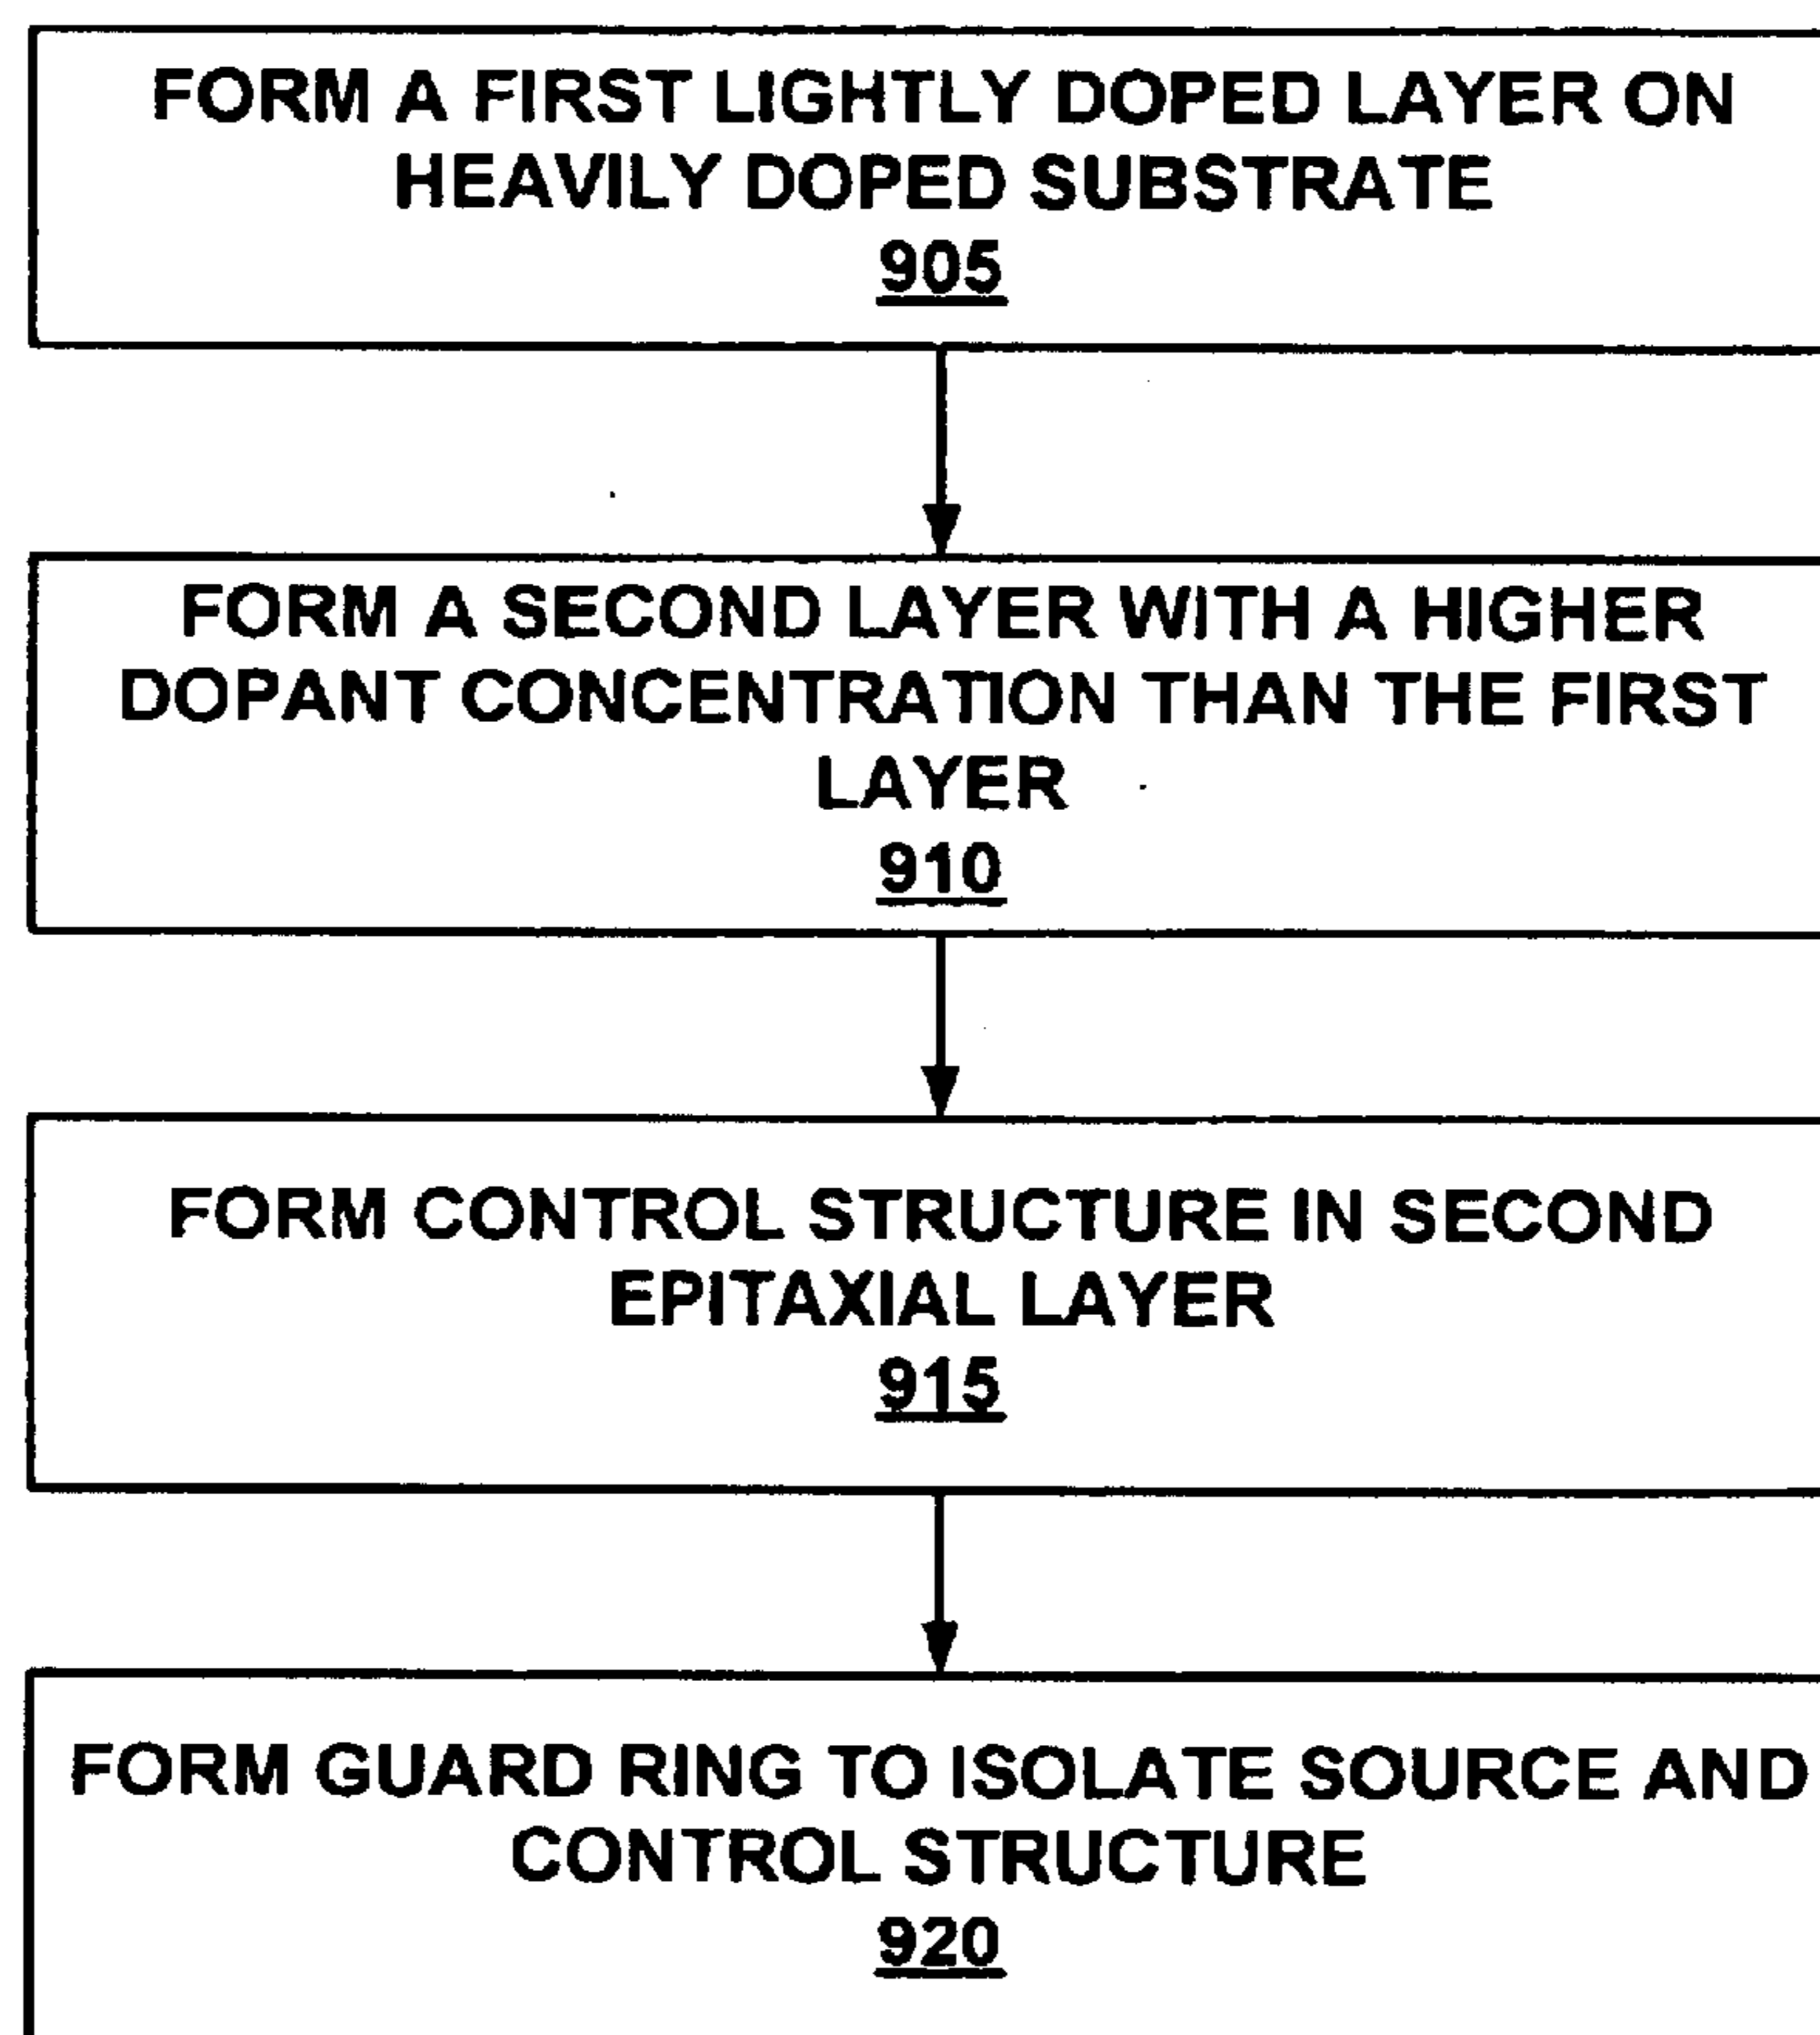 FORM A FIRST LIGHTLY DOPED LAYER ON
HEAVILY DOPED SUBSTRATE
905
FORM A SECOND LAYER WITH A HIGHER
DOPANT CONCENTRATION THAN THE FIRST
LAYER
910
FORM CONTROL STRUCTURE IN SECOND
EPITAXIAL LAYER
915
FORM GUARD RING TO ISOLATE SOURCE AND
CONTROL STRUCTURE
920